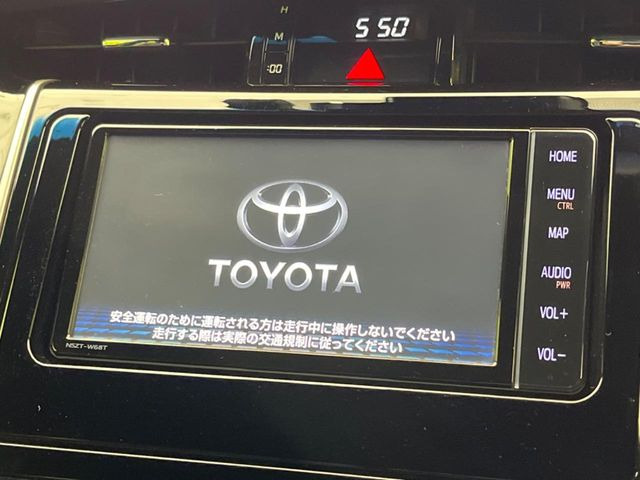 H
5 50
M
:00
HOME
MENU
CTRL
MAP
TOYOTA
AUDIO
PWR
安全運転のために運転される方は走行中に操作しないでください
走行する際は実際の交通規制に従ってください
VOL+
NSZT-W68T
VOL-